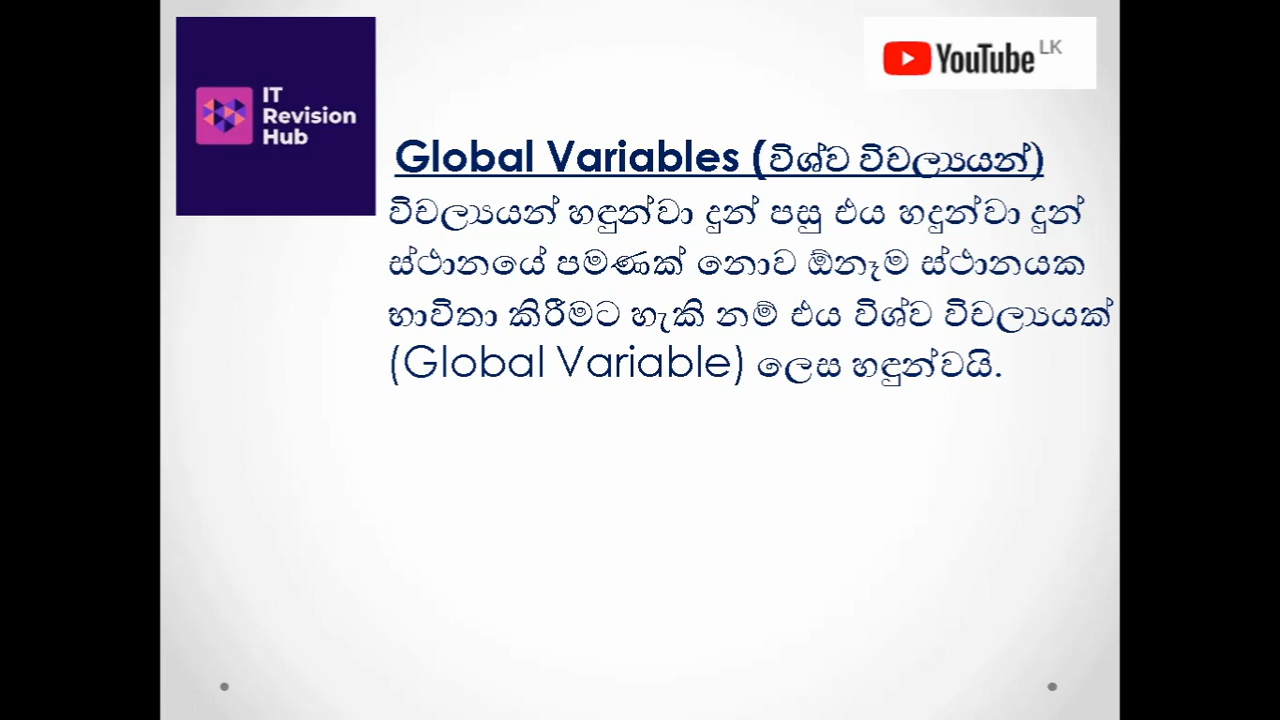 IT
Revision
Hub
YouTube LK
Global Variables (විශ්ව විචල්‍යයන්)
විචල්‍යයන් හඳුන්වා දුන් පසු එය හදුන්වා දුන්
ස්ථානයේ පමණක් නොව ඕනෑම ස්ථානයක
භාවිතා කිරීමට හැකි නම් එය විශ්ව විචල්‍යයක්
(Global Variable) ලෙස හඳුන්වයි.